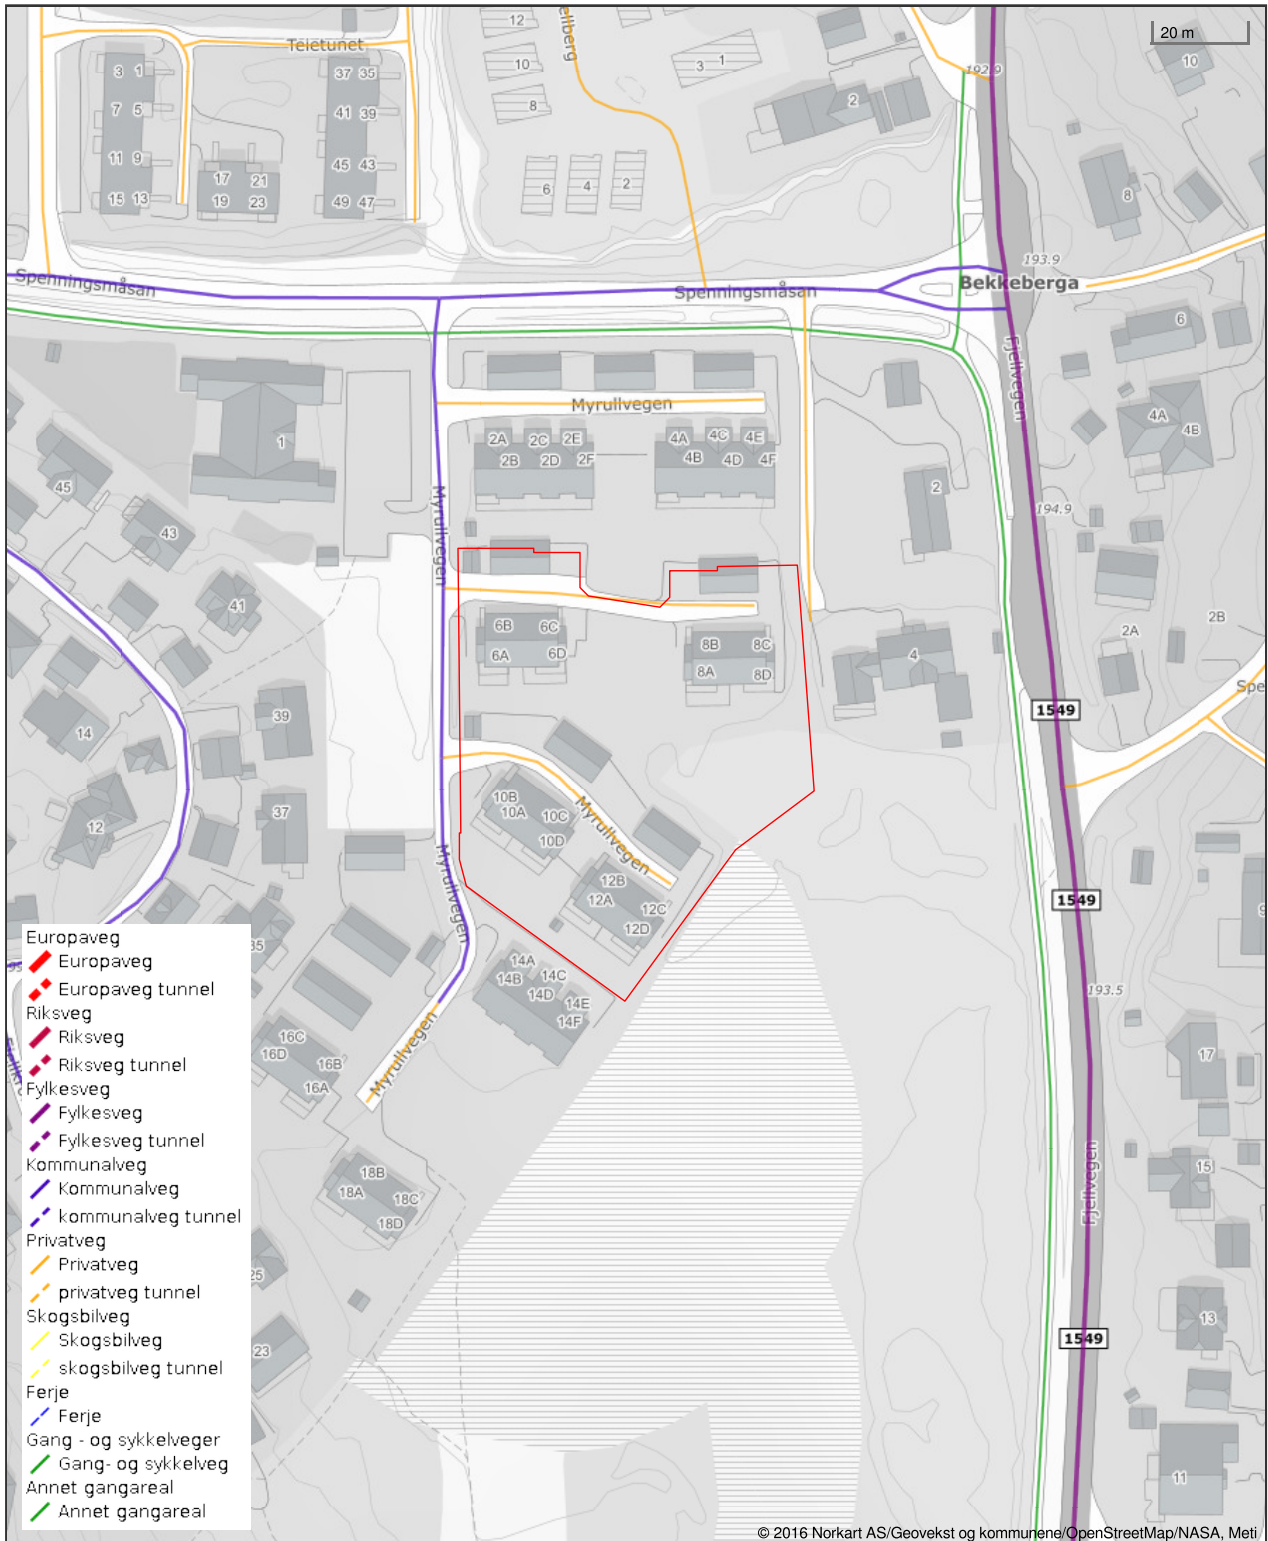 12
ellberg
20 m
Teletunet
10
3 1
10
192.9
3 1
37 35
8
2
7 5
41 39
11 9
45 43
17 21
6
4
2
8
15 13
19 23
49 47
193.9
Spenningsmåsan
Spenningsmåsan
Bekkeberga
6
Fjellvegen
Myrullvegen
1
2A 2C 2E
2B 2D 2F
4A 4C 4E
4B 4D 4F
4A
4B
45
2
Myrullvegen
194.9
43
41
6B 6C
6A 6D
8B 8C
8A 8D
4
2A
2B
Spe
39
1549
14
10B
10A
10C
10D
Myrullvegen
37
12
Myrullvegen
12B
12A
12C
12D
1549
9
35
14A
14B
14C
14D
14E
14F
193.5
16C
16D
16B
16A
Myrullvegen
17
18B
18A
18C
18D
15
Fjellvegen
25
13
23
1549
11
Europaveg
Europaveg
Europaveg tunnel
Riksveg
Riksveg
Riksveg tunnel
Fylkesveg
Fylkesveg
Fylkesveg tunnel
Kommunalveg
Kommunalveg
kommunalveg tunnel
Privatveg
Privatveg
privatveg tunnel
Skogsbilveg
Skogsbilveg
skogsbilveg tunnel
Ferje
Ferje
Gang - og sykkelveger
Gang- og sykkelveg
Annet gangareal
Annet gangareal
© 2016 Norkart AS/Geovekst og kommunene/OpenStreetMap/NASA, Meti